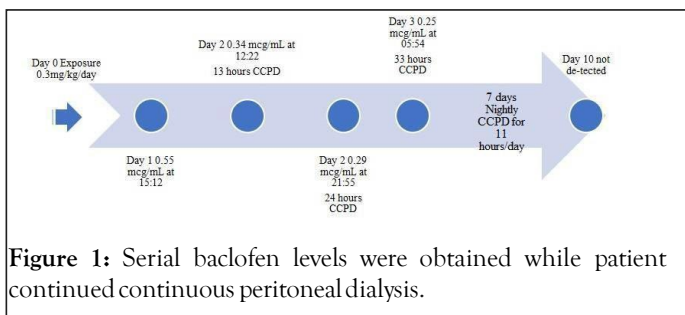 Day 0 Exposure
0.3mg/kg/day
Day 1 0.55
mcg/mL at
15:12
Day 2 0.34 mcg/mL at
12:22
13 hours CCPD
Day 2 0.29
mcg/mL at
21:55
24 hours
CCPD
Day 3 0.25
mcg/mL at
05:54
33 hours
CCPD
7 days
Nightly
CCPD for
11
hours/day
Day 10 not
de-tected
Figure 1: Serial baclofen levels were obtained while patient
continued continuous peritoneal dialysis.